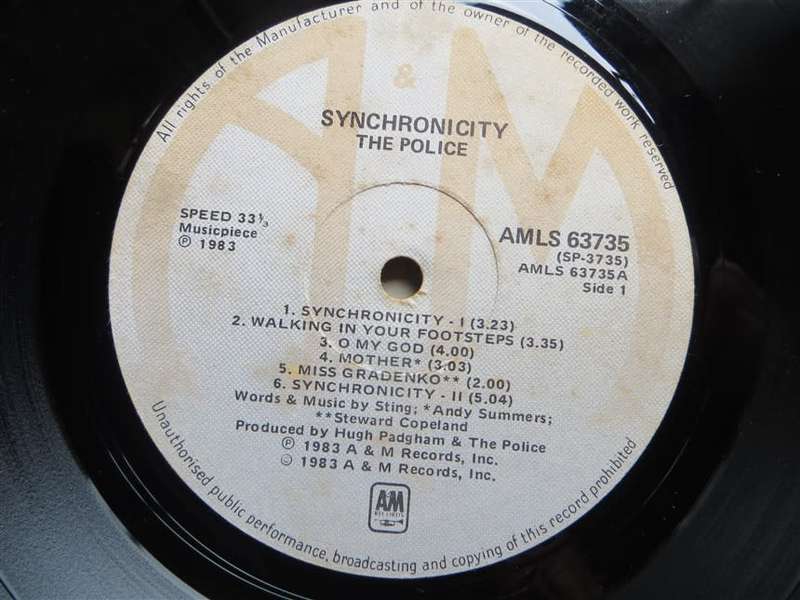 All rights of the Manufacturer and of the owner of the recorded work reserved
&
SYNCHRONICITY
THE POLICE
SPEED 33⅓
Musicpiece
℗ 1983
AMLS 63735
(SP-3735)
AMLS 63735A
Side 1
1. SYNCHRONICITY - I (3.23)
2. WALKING IN YOUR FOOTSTEPS (3.35)
3. O MY GOD (4.00)
4. MOTHER* (3:03)
5. MISS GRADENKO** (2.00)
6. SYNCHRONICITY - II (5.04)
Words & Music by Sting; *Andy Summers;
**Steward Copeland
Produced by Hugh Padgham & The Police
℗ 1983 A & M Records, Inc.
© 1983 A & M Records, Inc.
A&M
RECORDS
Unauthorised public performance, broadcasting and copying of this record prohibited